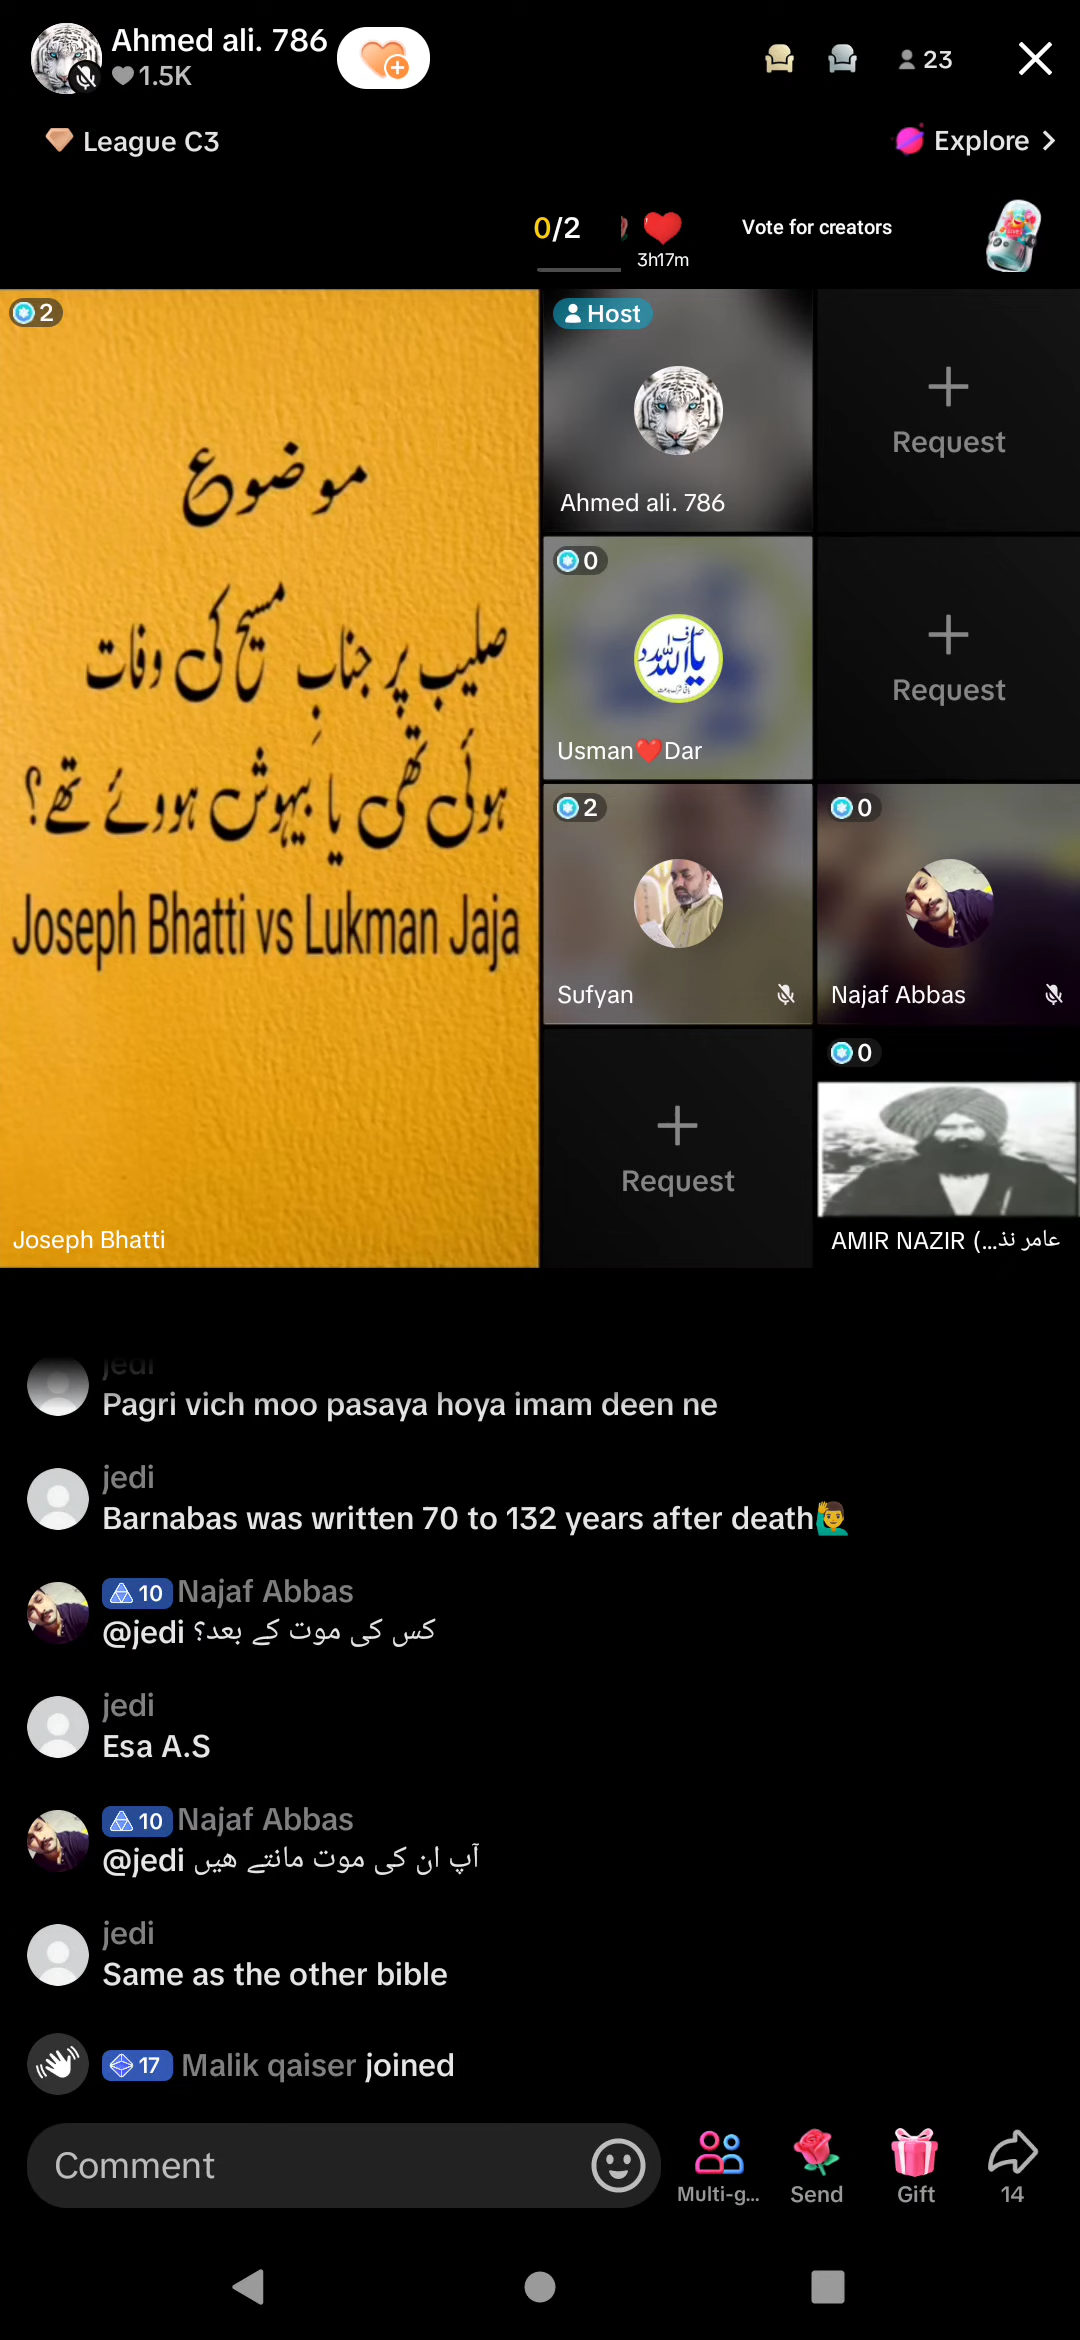 Ahmed ali. 786
1.5K
23
League C3
Explore
0/2
3h17m
Vote for creators
2
موضوع
صلیب پر جنابِ مسیح کی وفات
ہوئی تھی یا بیہوش ہووئے تھے؟
Joseph Bhatti vs Lukman Jaja
Joseph Bhatti
Host
Ahmed ali. 786
Request
0
یا اللہ مدد
Usman❤️Dar
Request
2
Sufyan
0
Najaf Abbas
Request
0
AMIR NAZIR (عامر نذ...
jedi
Pagri vich moo pasaya hoya imam deen ne
jedi
Barnabas was written 70 to 132 years after death🙋‍♂️
10 Najaf Abbas
@jedi کس کی موت کے بعد؟
jedi
Esa A.S
10 Najaf Abbas
@jedi آپ ان کی موت مانتے ھیں
jedi
Same as the other bible
17 Malik qaiser joined
Comment
Multi-g...
Send
Gift
14